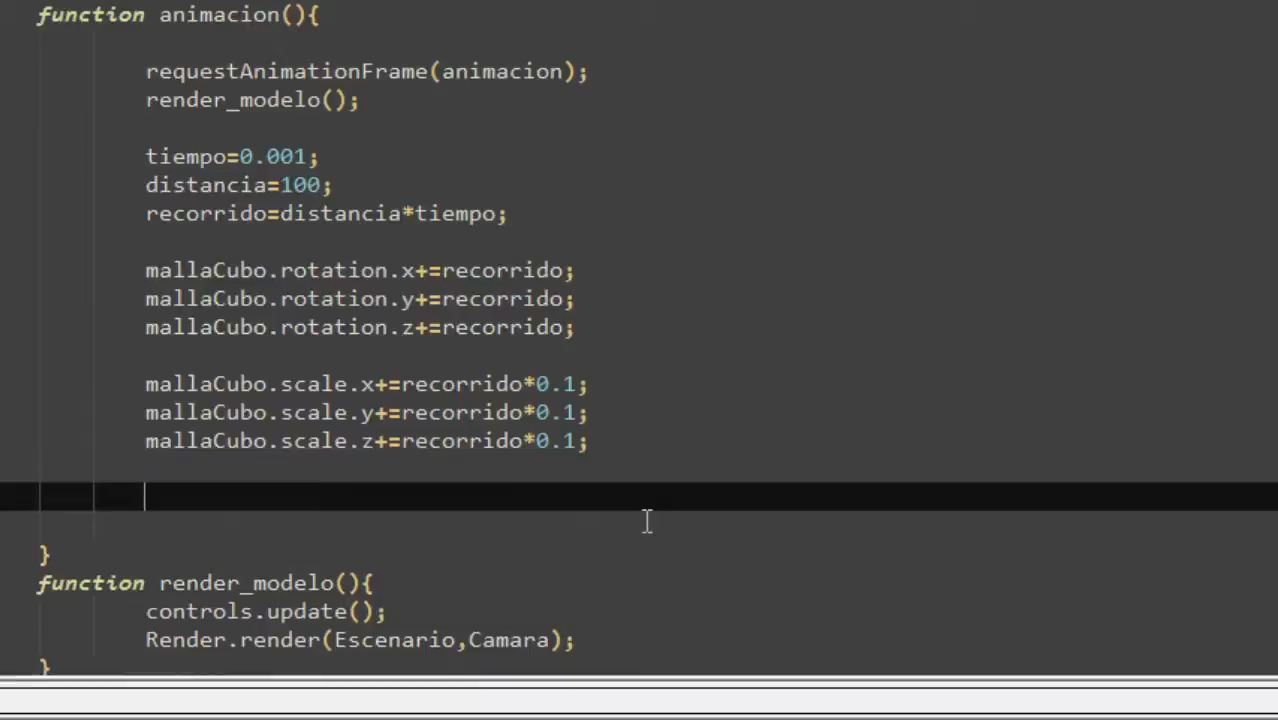 function animacion(){
requestAnimationFrame(animacion);
render_modelo();
tiempo=0.001;
distancia=100;
recorrido=distancia*tiempo;
mallaCubo.rotation.x+=recorrido;
mallaCubo.rotation.y+=recorrido;
mallaCubo.rotation.z+=recorrido;
mallaCubo.scale.x+=recorrido*0.1;
mallaCubo.scale.y+=recorrido*0.1;
mallaCubo.scale.z+=recorrido*0.1;
}
function render_modelo(){
controls.update();
Render.render(Escenario,Camara);
}